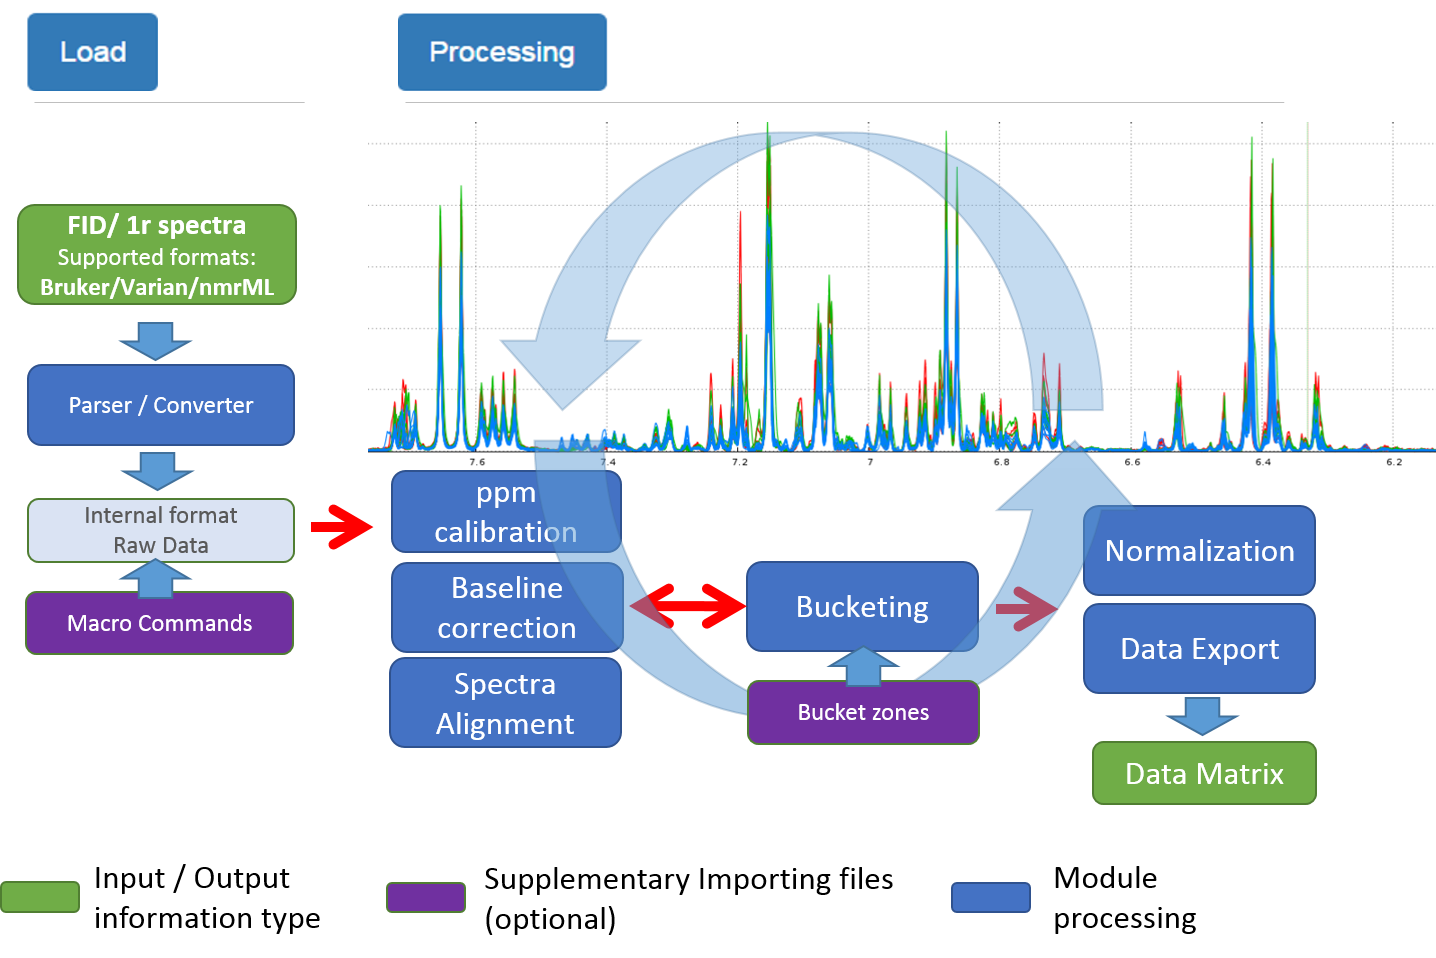 Load
Processing
FID/ 1r spectra
Supported formats:
Bruker/Varian/nmrML
Parser / Converter
Internal format
Raw Data
Macro Commands
7.6
7.4
7.2
7
6.8
6.6
6.4
6.2
ppm
calibration
Baseline
correction
Spectra
Alignment
Bucketing
Bucket zones
Normalization
Data Export
Data Matrix
Input / Output
information type
Supplementary Importing files
(optional)
Module
processing